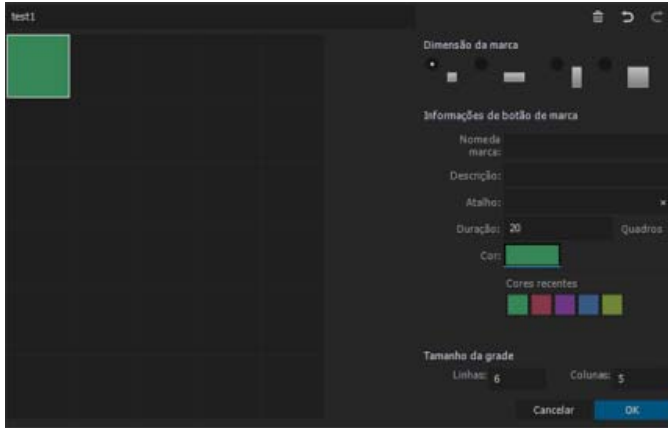 test1
Dimensão da marca
Informações de botão de marca
Nome da
marca:
Descrição:
Atalho:
×
Duração: 20 Quadros
Cor:
Cores recentes
Tamanho da grade
Linhas: 6 Colunas: 5
Cancelar OK